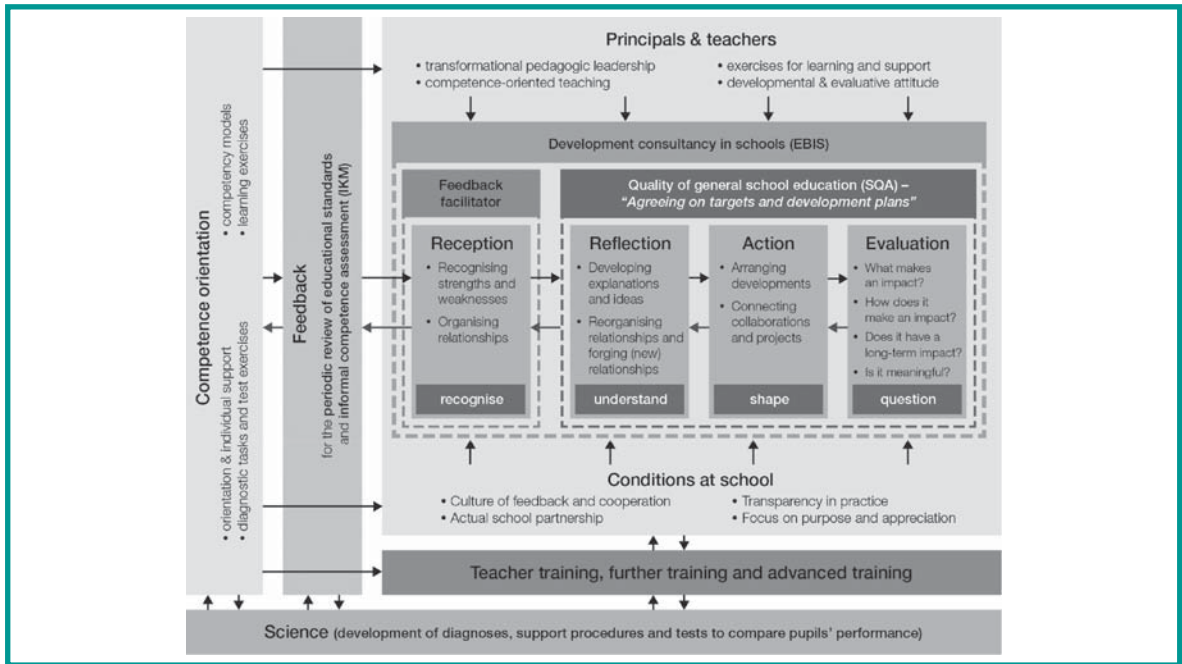 Principals & teachers
• transformational pedagogic leadership
• competence-oriented teaching
• exercises for learning and support
• developmental & evaluative attitude
Development consultancy in schools (EBIS)
Feedback
facilitator
Quality of general school education (SQA) –
“Agreeing on targets and development plans”
Reception
• Recognising
strengths and
weaknesses
• Organising
relationships
recognise
Reflection
• Developing
explanations
and ideas
• Reorganising
relationships and
forging (new)
relationships
understand
Action
• Arranging
developments
• Connecting
collaborations
and projects
shape
Evaluation
• What makes
an impact?
• How does it
make an impact?
• Does it have a
long-term impact?
• Is it meaningful?
question
Conditions at school
• Culture of feedback and cooperation
• Actual school partnership
• Transparency in practice
• Focus on purpose and appreciation
Competence orientation
• competency models
• learning exercises
• orientation & individual support
• diagnostic tasks and test exercises
Feedback
for the periodic review of educational standards
and informal competence assessment (IKM)
Teacher training, further training and advanced training
Science (development of diagnoses, support procedures and tests to compare pupils’ performance)